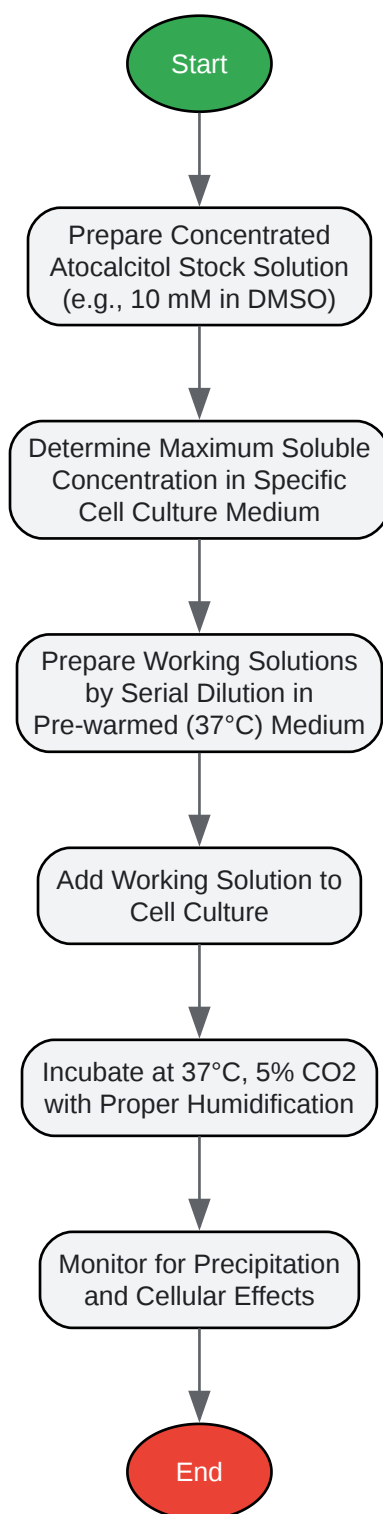 Start
Prepare Concentrated
Atocalcitol Stock Solution
(e.g., 10 mM in DMSO)
Determine Maximum Soluble
Concentration in Specific
Cell Culture Medium
Prepare Working Solutions
by Serial Dilution in
Pre-warmed (37°C) Medium
Add Working Solution to
Cell Culture
Incubate at 37°C, 5% CO2
with Proper Humidification
Monitor for Precipitation
and Cellular Effects
End